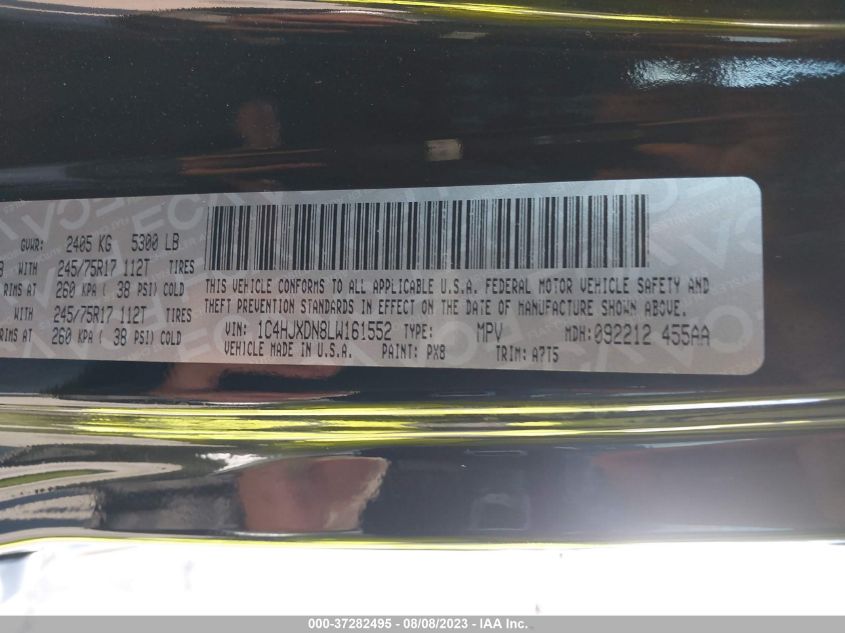 GVWR: 2405 KG 5300 LB
WITH 245/75R17 112T TIRES
RIMS AT 260 KPA ( 38 PSI) COLD
WITH 245/75R17 112T TIRES
RIMS AT 260 KPA ( 38 PSI) COLD
THIS VEHICLE CONFORMS TO ALL APPLICABLE U.S.A. FEDERAL MOTOR VEHICLE SAFETY AND
THEFT PREVENTION STANDARDS IN EFFECT ON THE DATE OF MANUFACTURE SHOWN ABOVE.
VIN: 1C4HJXDN8LW161552 TYPE: MPV MDH:092212 455AA
VEHICLE MADE IN U.S.A. PAINT: PX8 TRIM: A7T5
000-37282495 - 08/08/2023 - IAA Inc.